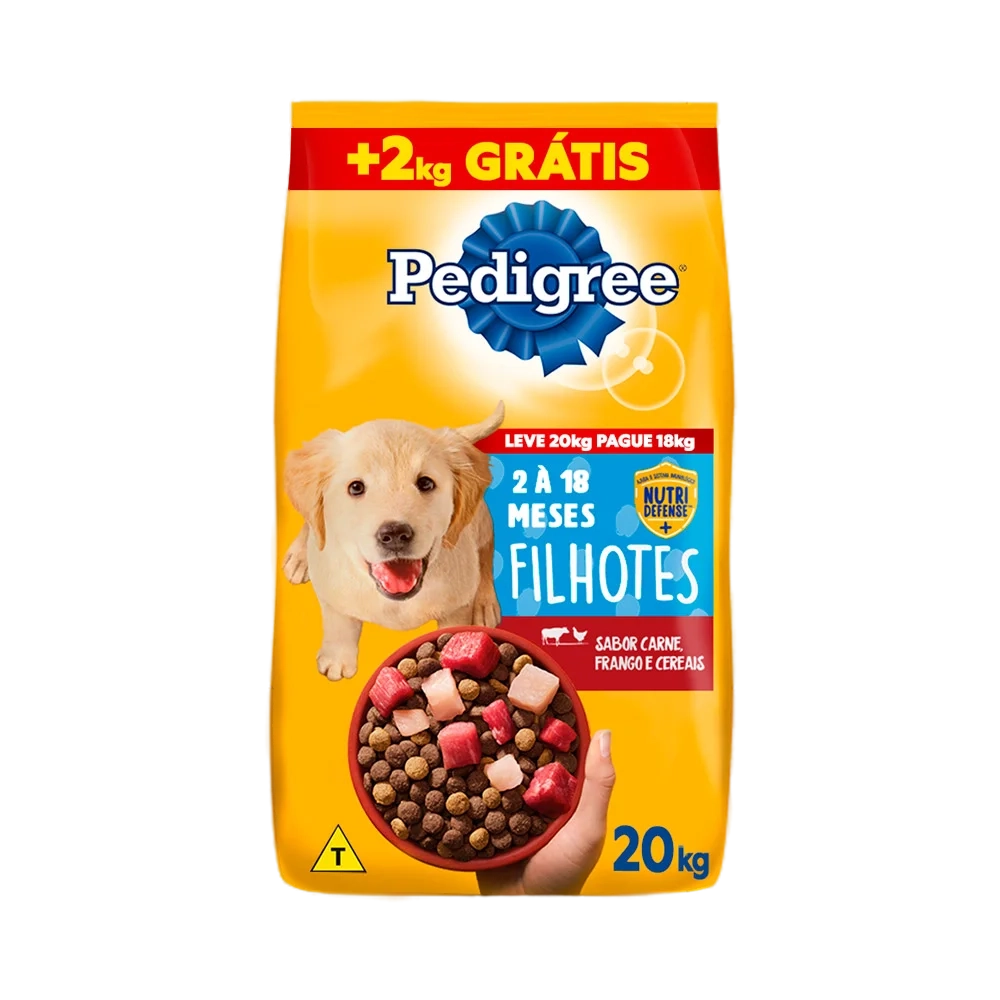 +2kg GRÁTIS
Pedigree®
LEVE 20kg PAGUE 18kg
2 À 18
MESES
FILHOTES
NUTRI
DEFENSE
+
SABOR CARNE,
FRANGO E CEREAIS
T
20kg